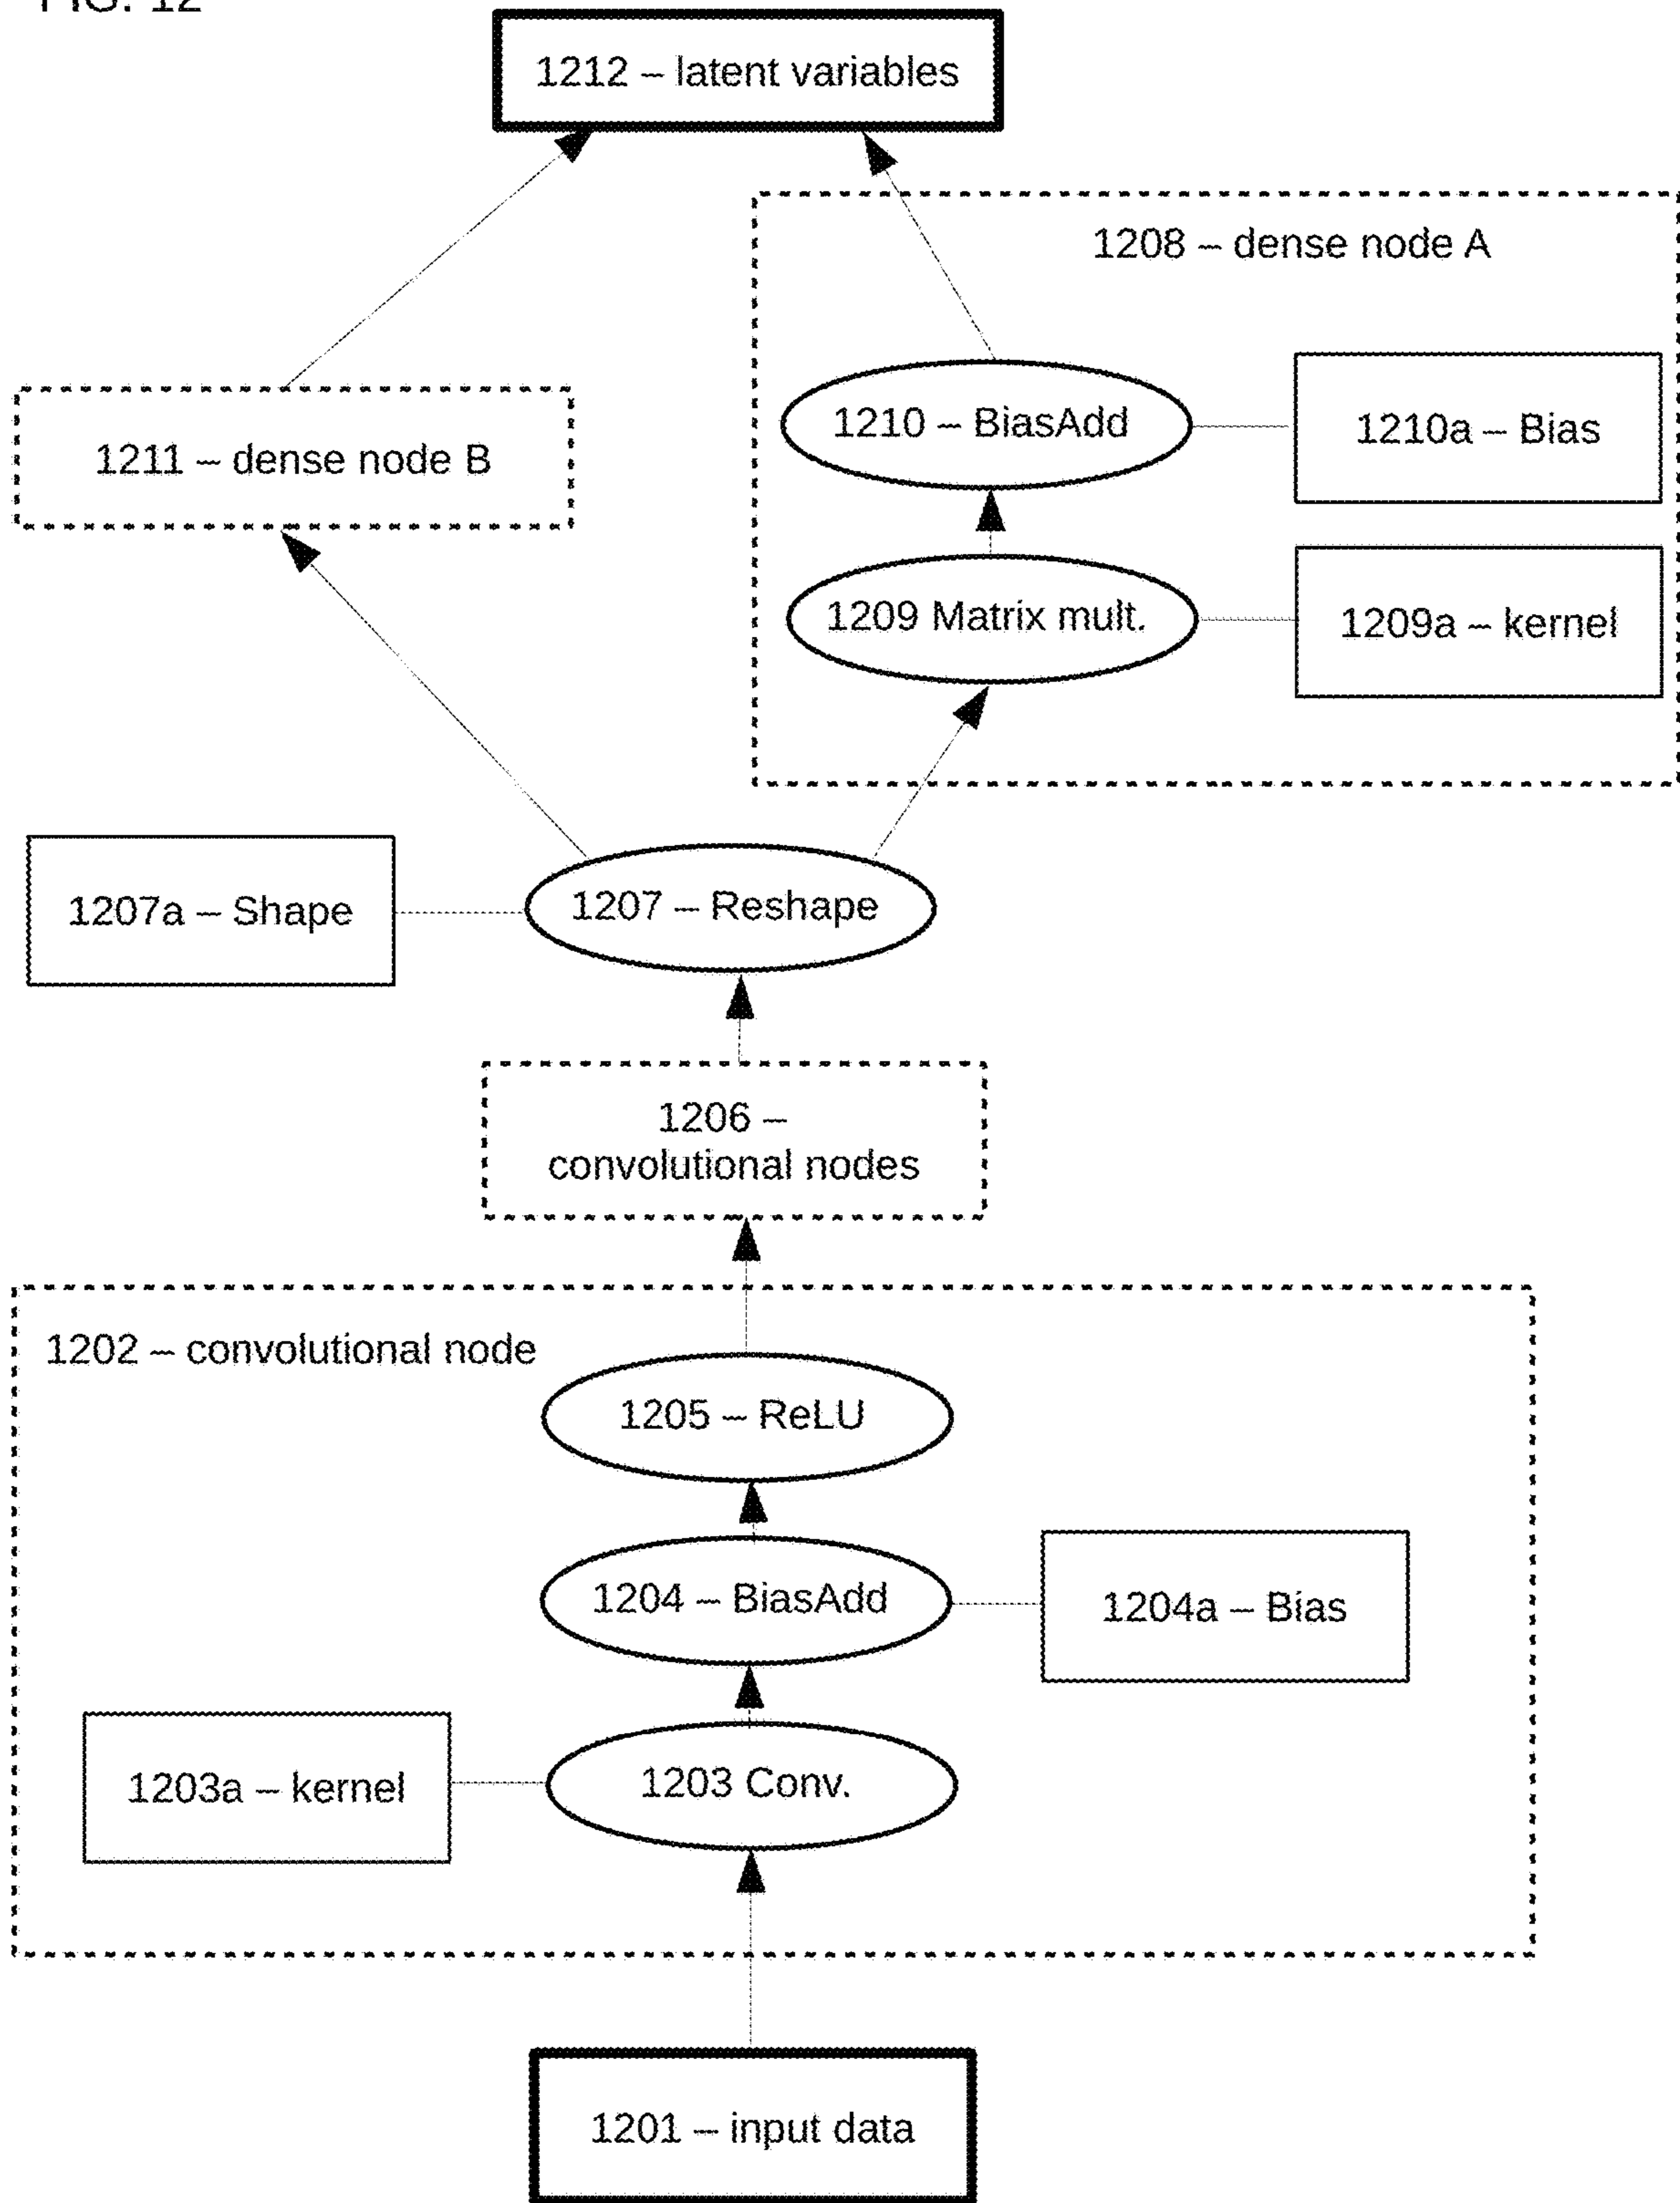 FIG. 12
1212 – latent variables
1208 – dense node A
1210 – BiasAdd
1210a – Bias
1211 – dense node B
1209 Matrix mult.
1209a – kernel
1207a – Shape
1207 – Reshape
1206 –
convolutional nodes
1202 – convolutional node
1205 – ReLU
1204 – BiasAdd
1204a – Bias
1203a – kernel
1203 Conv.
1201 – input data